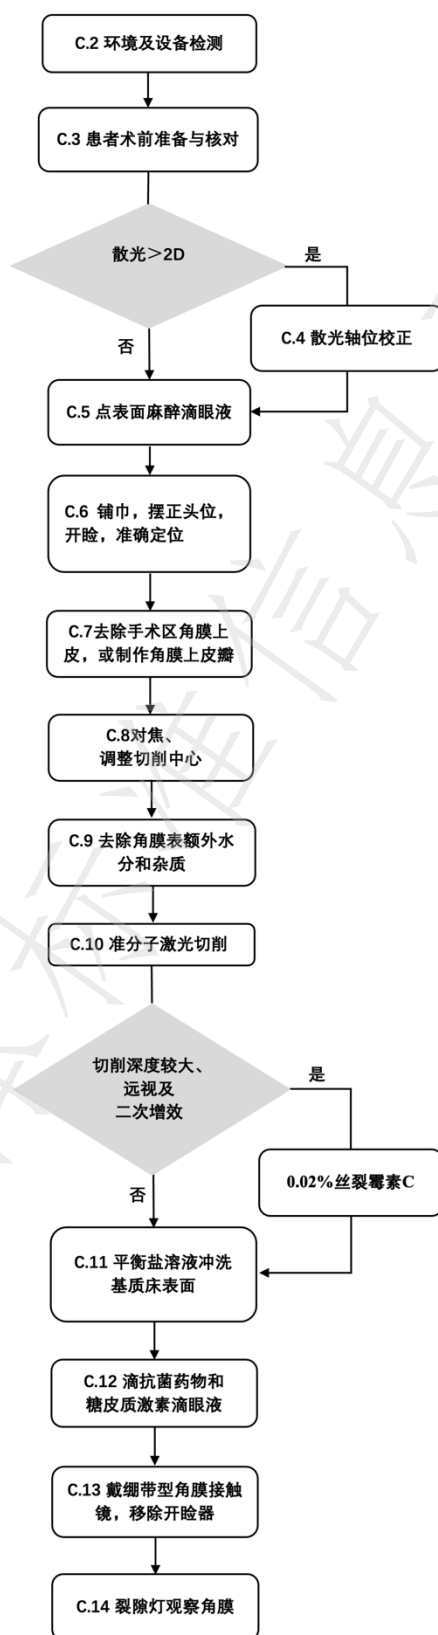 C.2 环境及设备检测
C.3 患者术前准备与核对
散光＞2D
是
C.4 散光轴位校正
否
C.5 点表面麻醉滴眼液
C.6 铺巾，摆正头位，
开睑，准确定位
C.7去除手术区角膜上
皮，或制作角膜上皮瓣
C.8对焦、
调整切削中心
C.9 去除角膜表额外水
分和杂质
C.10 准分子激光切削
切削深度较大、
远视及
二次增效
是
0.02%丝裂霉素C
否
C.11 平衡盐溶液冲洗
基质床表面
C.12 滴抗菌药物和
糖皮质激素滴眼液
C.13 戴绷带型角膜接触
镜，移除开睑器
C.14 裂隙灯观察角膜